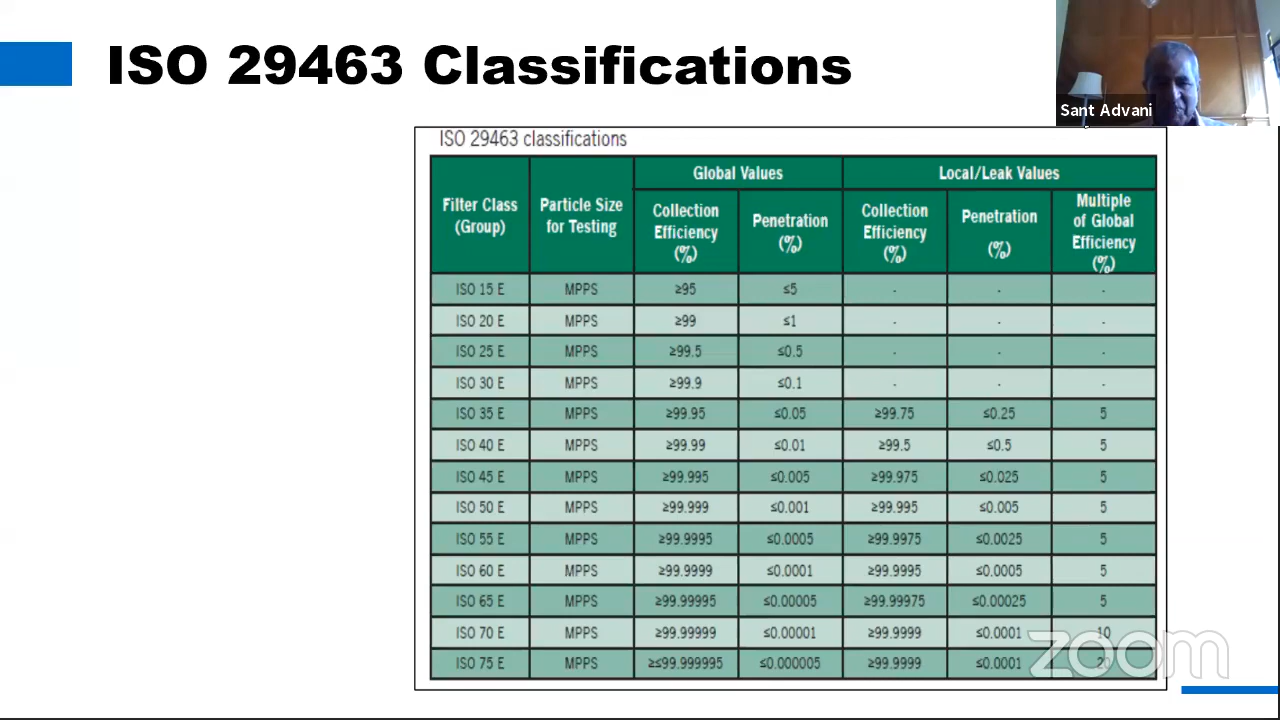 ISO 29463 Classifications
Sant Advani
ISO 29463 classifications
Filter Class (Group) Particle Size for Testing Global Values Local/Leak Values
Collection Efficiency (%) Penetration (%) Collection Efficiency (%) Penetration (%) Multiple of Global Efficiency (%)
ISO 15 E MPPS ≥95 ≤5 - - -
ISO 20 E MPPS ≥99 ≤1 - - -
ISO 25 E MPPS ≥99.5 ≤0.5 - - -
ISO 30 E MPPS ≥99.9 ≤0.1 - - -
ISO 35 E MPPS ≥99.95 ≤0.05 ≥99.75 ≤0.25 5
ISO 40 E MPPS ≥99.99 ≤0.01 ≥99.5 ≤0.5 5
ISO 45 E MPPS ≥99.995 ≤0.005 ≥99.975 ≤0.025 5
ISO 50 E MPPS ≥99.999 ≤0.001 ≥99.995 ≤0.005 5
ISO 55 E MPPS ≥99.9995 ≤0.0005 ≥99.9975 ≤0.0025 5
ISO 60 E MPPS ≥99.9999 ≤0.0001 ≥99.9995 ≤0.0005 5
ISO 65 E MPPS ≥99.99995 ≤0.00005 ≥99.99975 ≤0.00025 5
ISO 70 E MPPS ≥99.99999 ≤0.00001 ≥99.9999 ≤0.0001 10
ISO 75 E MPPS ≥≤99.999995 ≤0.000005 ≥99.9999 ≤0.0001 20
zoom